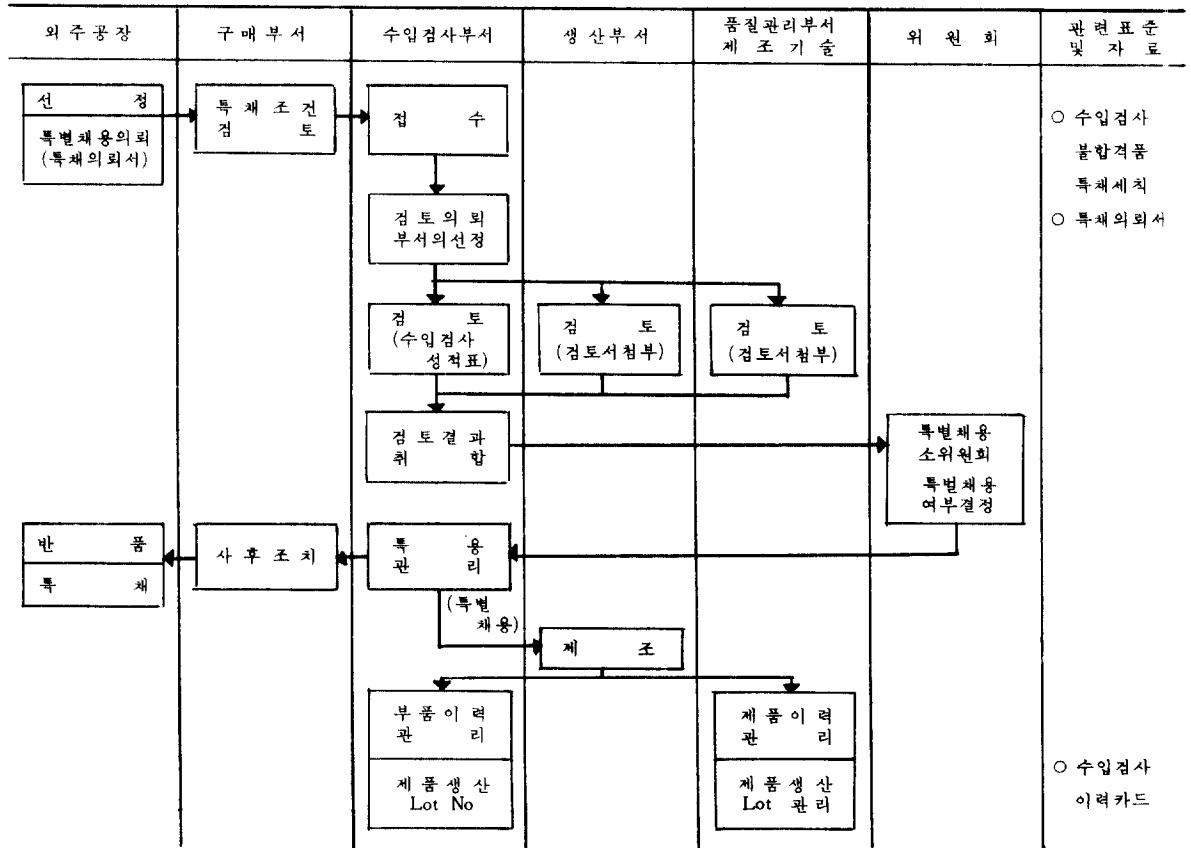 외주공장
구매부서
수입검사부서
생산부서
품질관리부서
제조기술
위원회
관련표준
및자료
선정
특별채용의뢰
(특채의뢰서)
특채조건
검토
접수
○ 수입검사
불합격품
특채세칙
○ 특채의뢰서
검토의뢰
부서의선정
검토
(수입검사
성적표)
검토
(검토서첨부)
검토
(검토서첨부)
검토결과
취합
특별채용
소위원회
특별채용
여부결정
반품
특채
사후조치
특용
관리
(특별
채용)
제조
부품이력
관리
제품생산
Lot No
제품이력
관리
제품생산
Lot 관리
○ 수입검사
이력카드